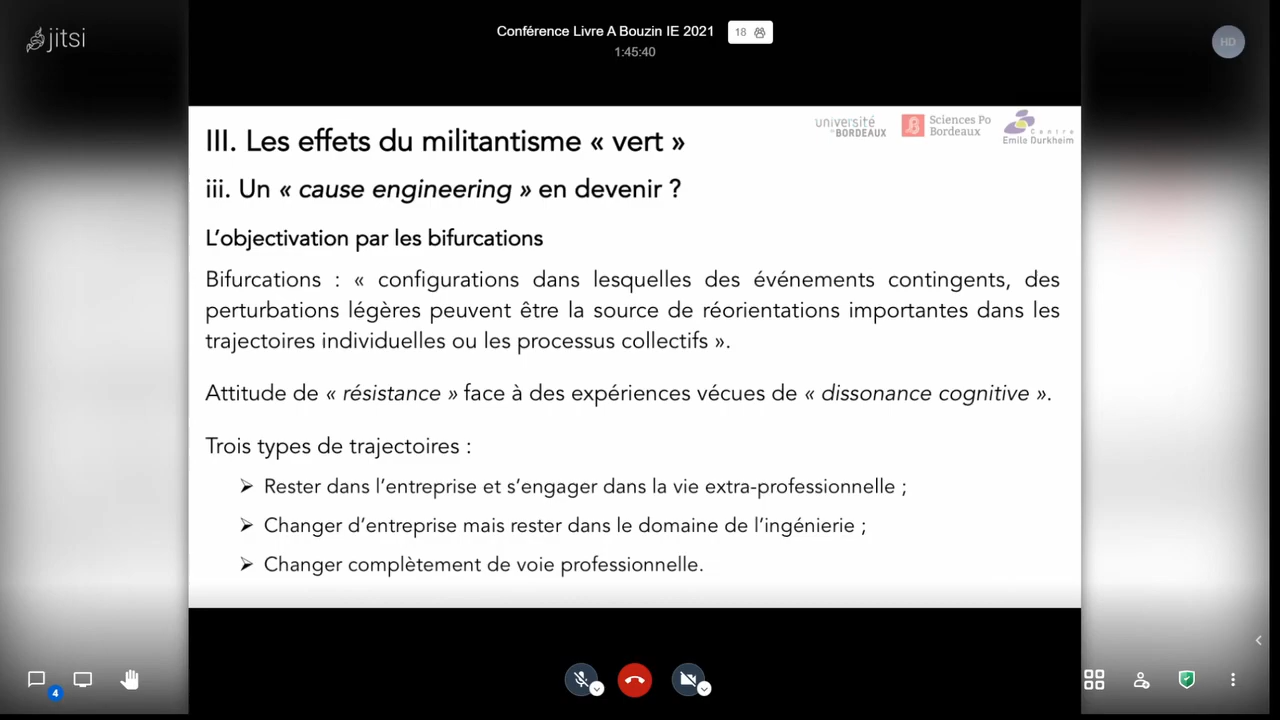 jitsi
Conférence Livre A Bouzin IE 2021
18
1:45:40
HD
III. Les effets du militantisme « vert »
université
de BORDEAUX
Sciences Po
Bordeaux
Centre
Emile Durkheim
iii. Un « cause engineering » en devenir ?
L’objectivation par les bifurcations
Bifurcations : « configurations dans lesquelles des événements contingents, des
perturbations légères peuvent être la source de réorientations importantes dans les
trajectoires individuelles ou les processus collectifs ».
Attitude de « résistance » face à des expériences vécues de « dissonance cognitive ».
Trois types de trajectoires :
➢ Rester dans l’entreprise et s’engager dans la vie extra-professionnelle ;
➢ Changer d’entreprise mais rester dans le domaine de l’ingénierie ;
➢ Changer complètement de voie professionnelle.
4